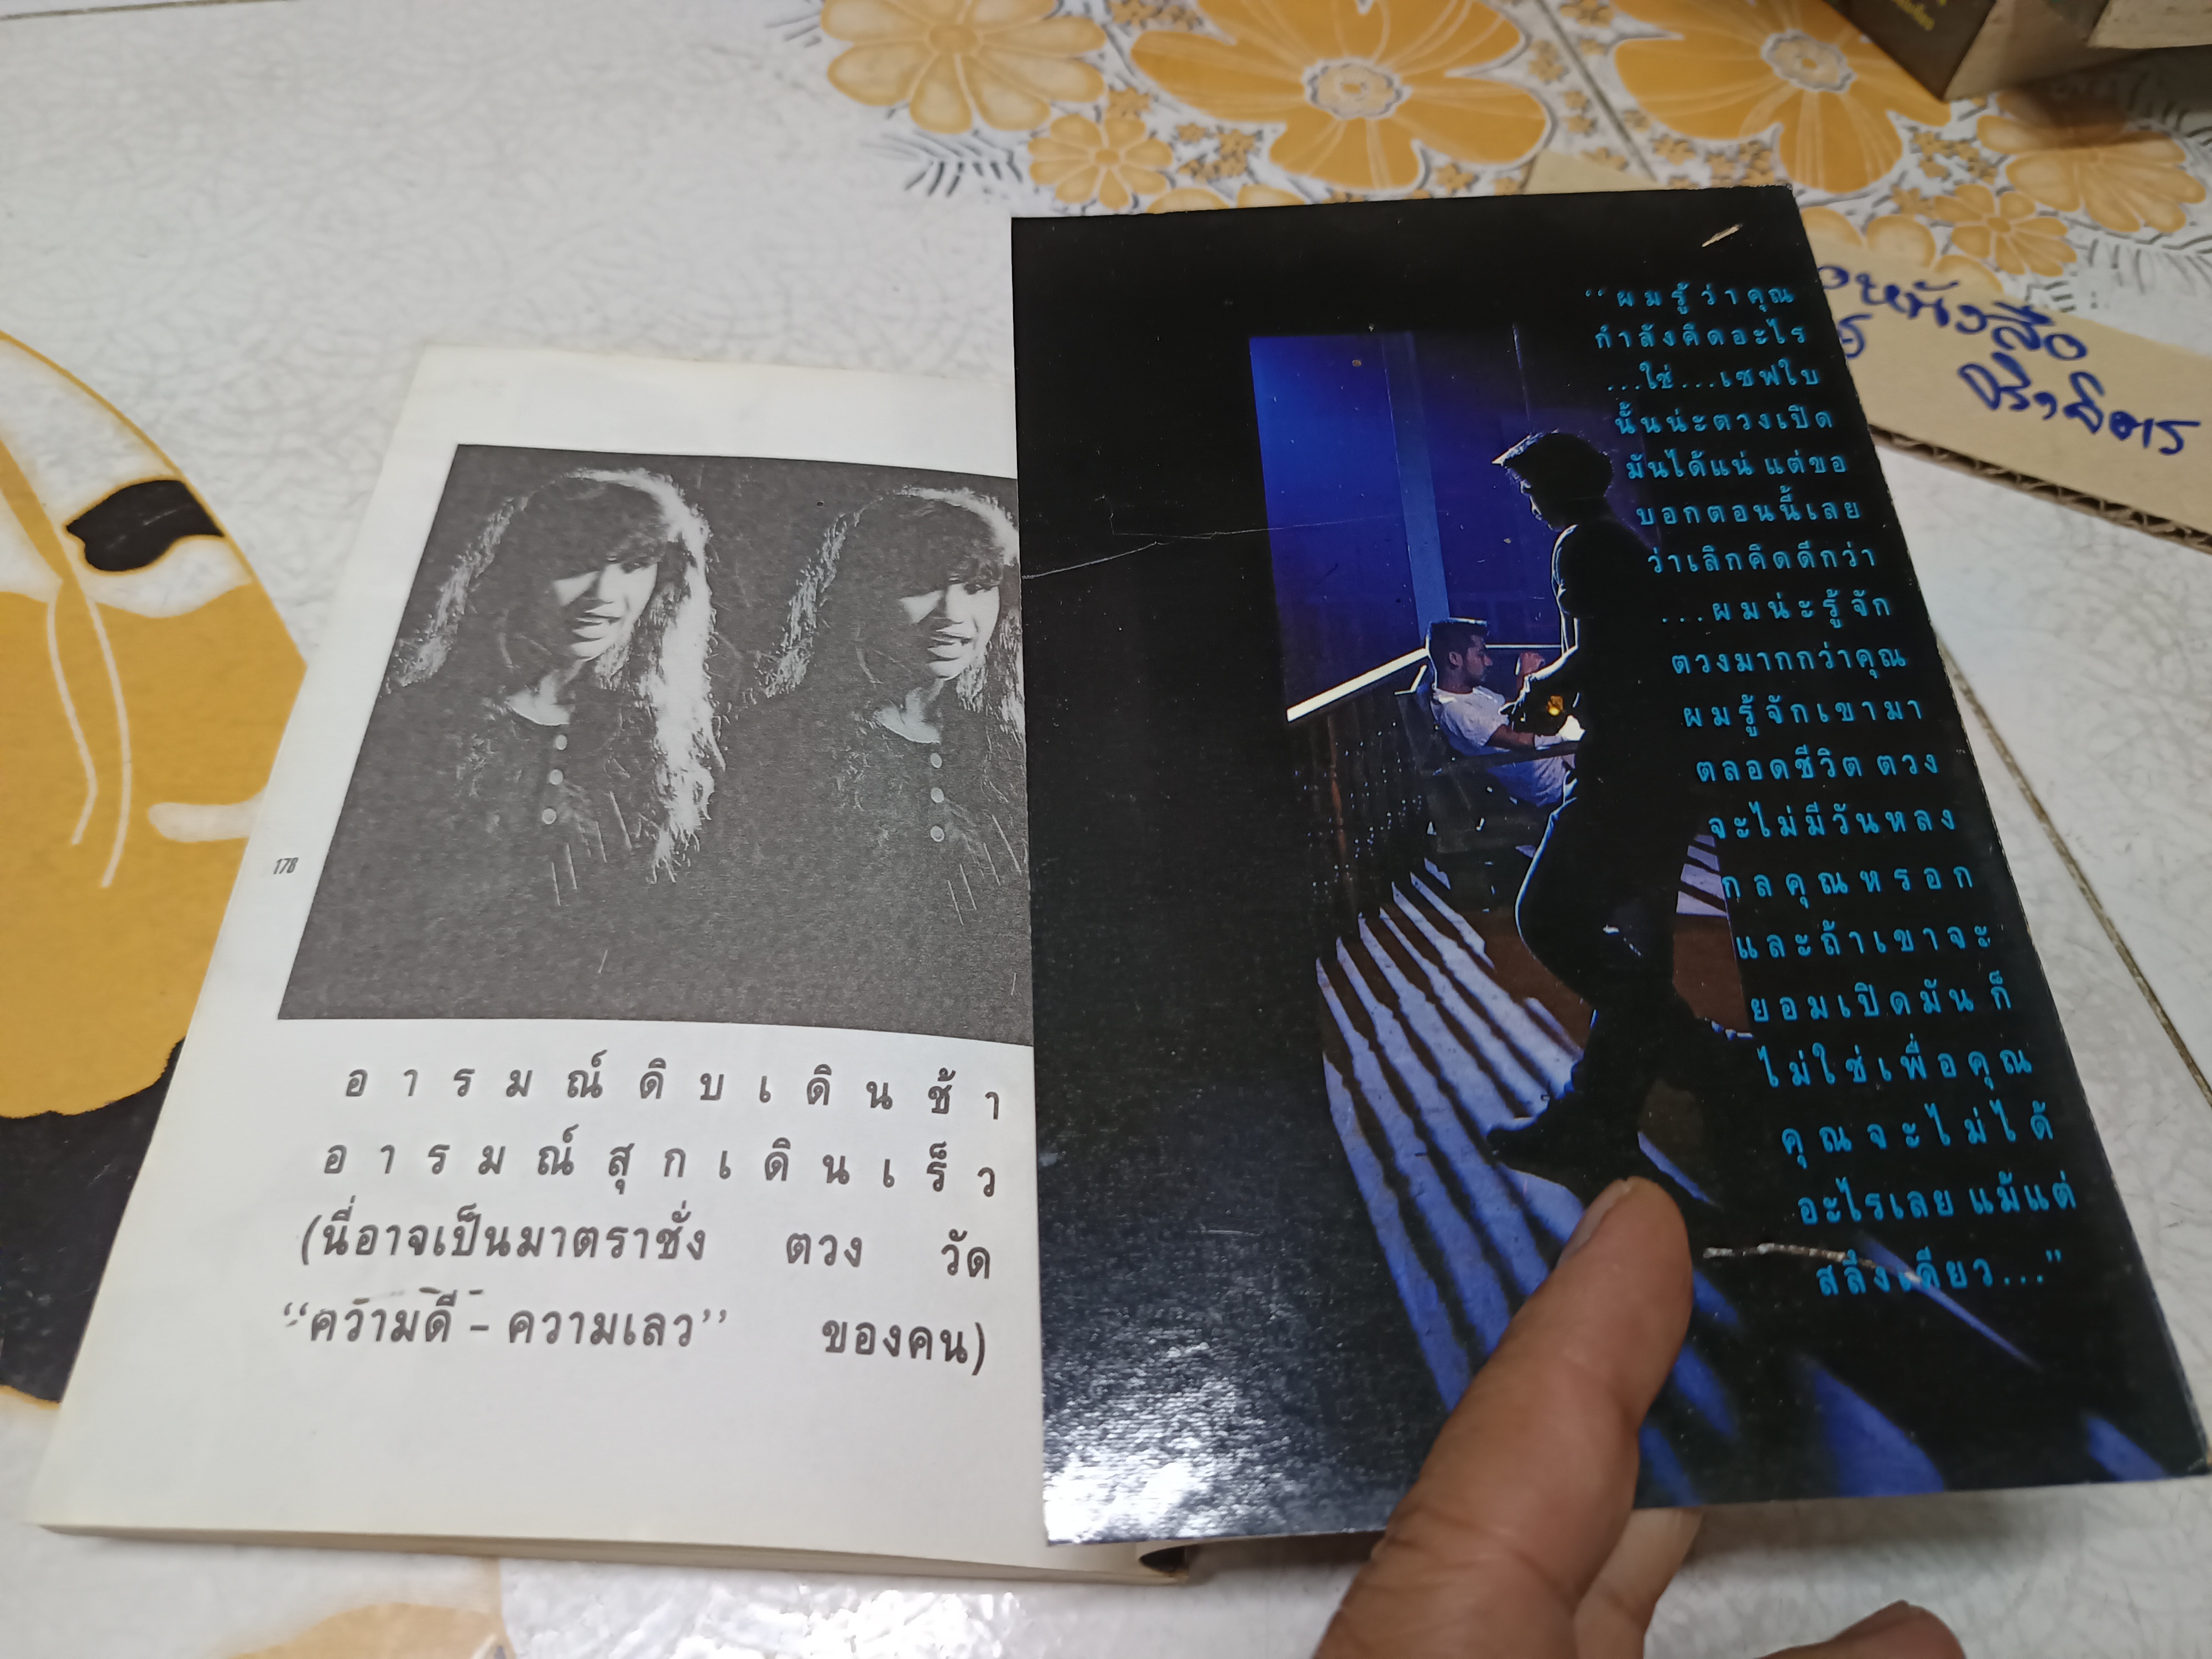 178
อารมณ์ดิบเดินช้า
อารมณ์สุกเดินเร็ว
(นี่อาจเป็นมาตราชั่ง ตวง วัด
“ความดี - ความเลว” ของคน)
“ผมรู้ว่าคุณ
กำลังคิดอะไร
...ใช่...เซฟใบ
นั้นน่ะตวงเปิด
มันได้แน่ แต่ขอ
บอกตอนนี้เลย
ว่าเลิกคิดดีกว่า
...ผมน่ะรู้จัก
ตวงมากกว่าคุณ
ผมรู้จักเขามา
ตลอดชีวิต ตวง
จะไม่มีวันหลง
กลคุณหรอก
และถ้าเขาจะ
ยอมเปิดมัน ก็
ไม่ใช่เพื่อคุณ
คุณจะไม่ได้
อะไรเลย แม้แต่
สลึงเดียว...”
หนังสือ